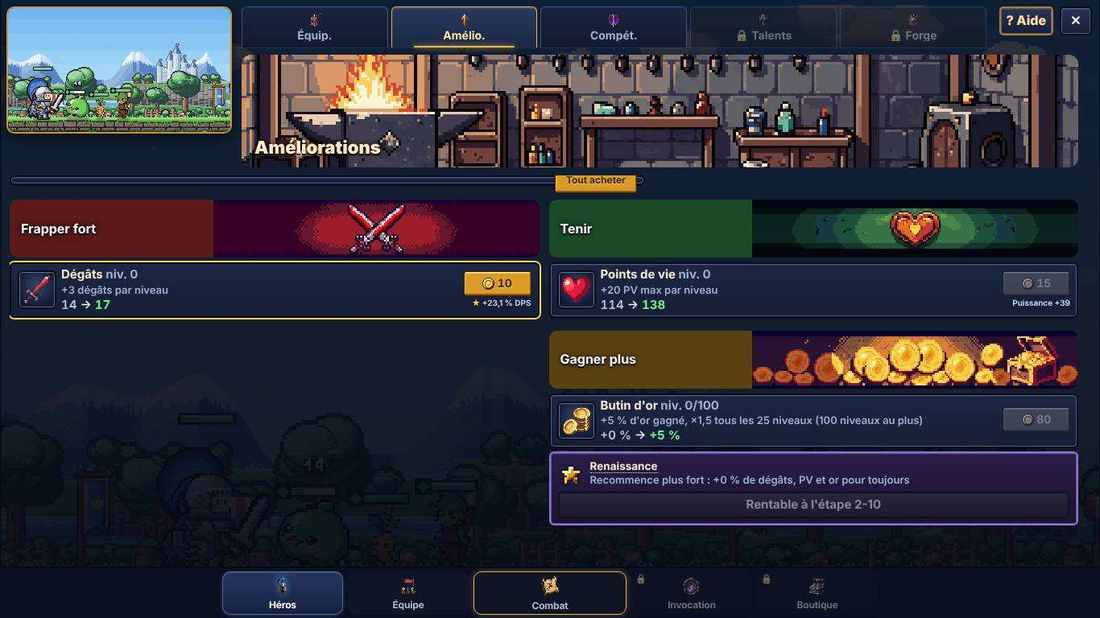 Équip.
Amélio.
Compét.
Talents
Forge
? Aide
×
Améliorations
Tout acheter
Frapper fort
Tenir
Dégâts niv. 0
+3 dégâts par niveau
14 → 17
10
★ +23,1 % DPS
Points de vie niv. 0
+20 PV max par niveau
114 → 138
15
Puissance +39
Gagner plus
Butin d'or niv. 0/100
+5 % d'or gagné, ×1,5 tous les 25 niveaux (100 niveaux au plus)
+0 % → +5 %
80
Renaissance
Recommence plus fort : +0 % de dégâts, PV et or pour toujours
Rentable à l'étape 2-10
44
Héros
Équipe
Combat
Invocation
Boutique